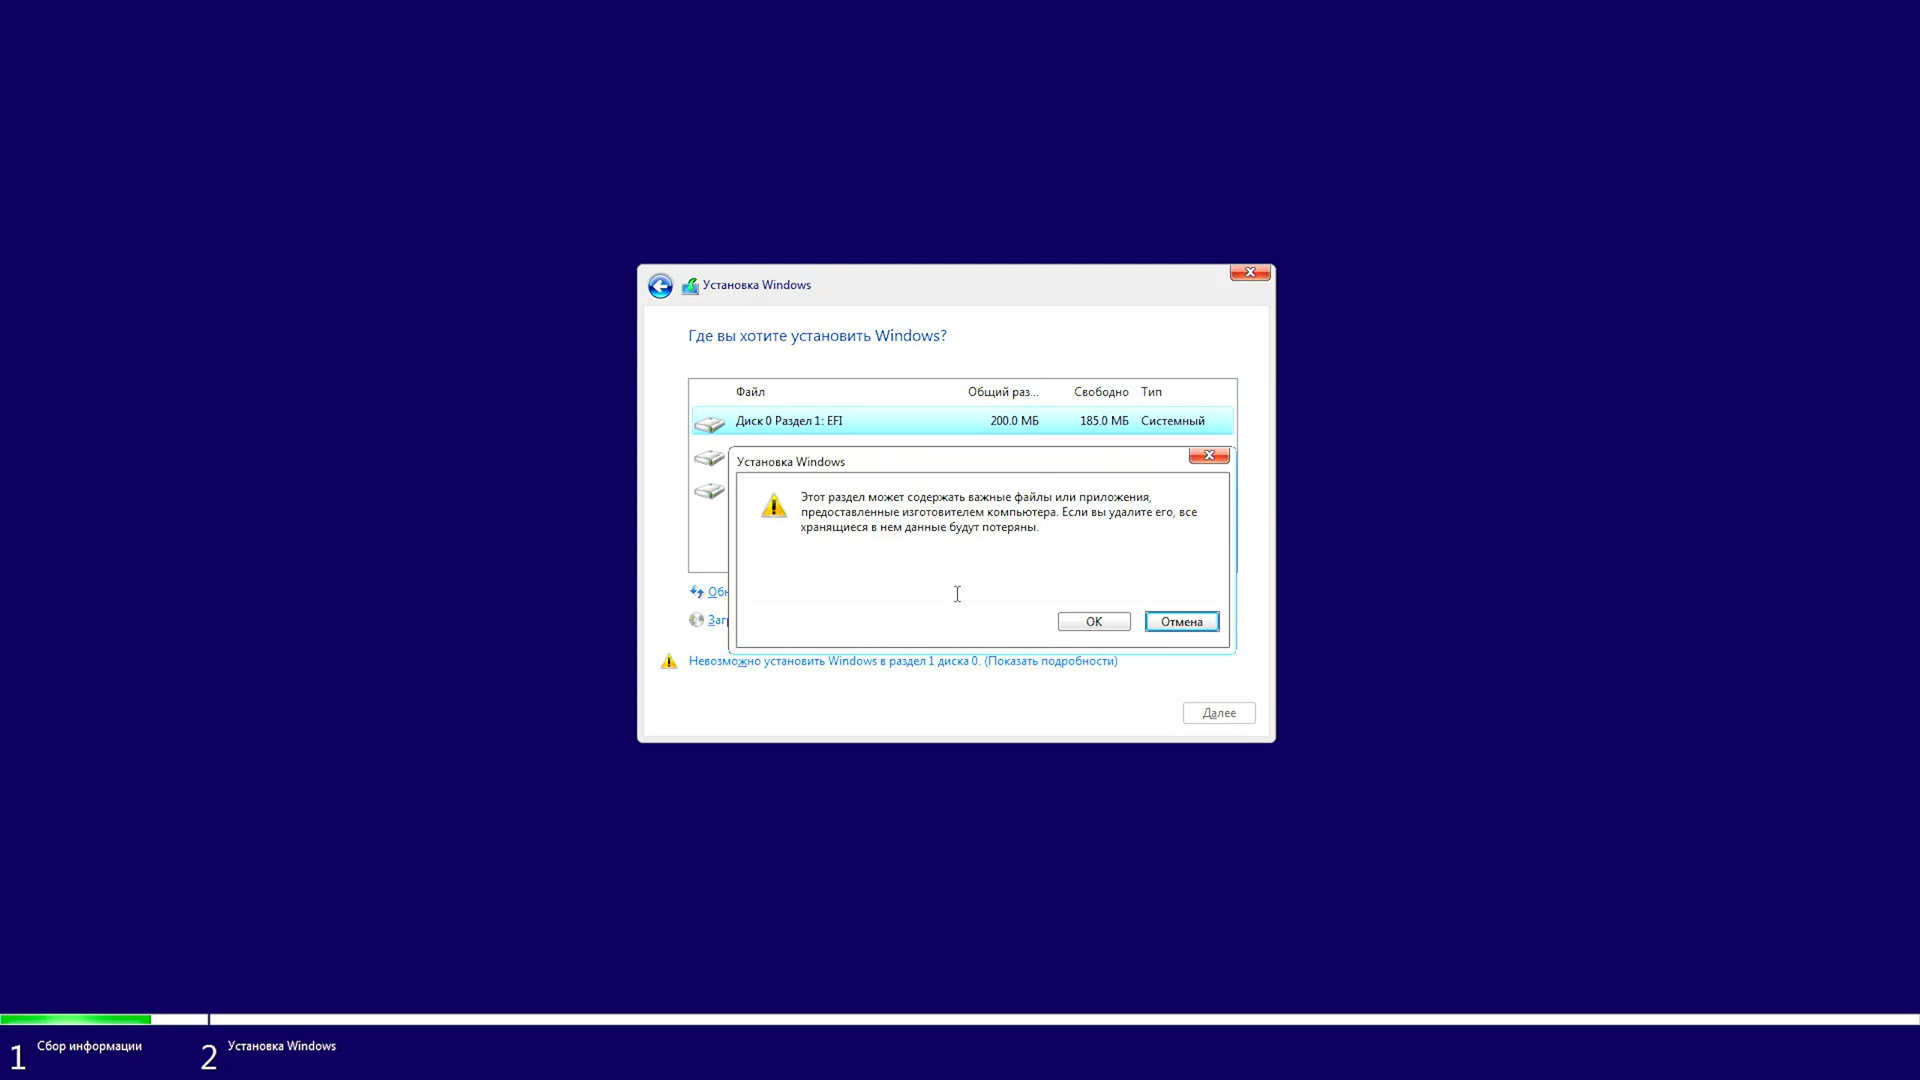 Установка Windows
Где вы хотите установить Windows?
Файл Общий раз... Свободно Тип
Диск 0 Раздел 1: EFI 200.0 МБ 185.0 МБ Системный
Установка Windows
Этот раздел может содержать важные файлы или приложения,
предоставленные изготовителем компьютера. Если вы удалите его, все
хранящиеся в нем данные будут потеряны.
OK Отмена
Невозможно установить Windows в раздел 1 диска 0. (Показать подробности)
Далее
1 Сбор информации 2 Установка Windows